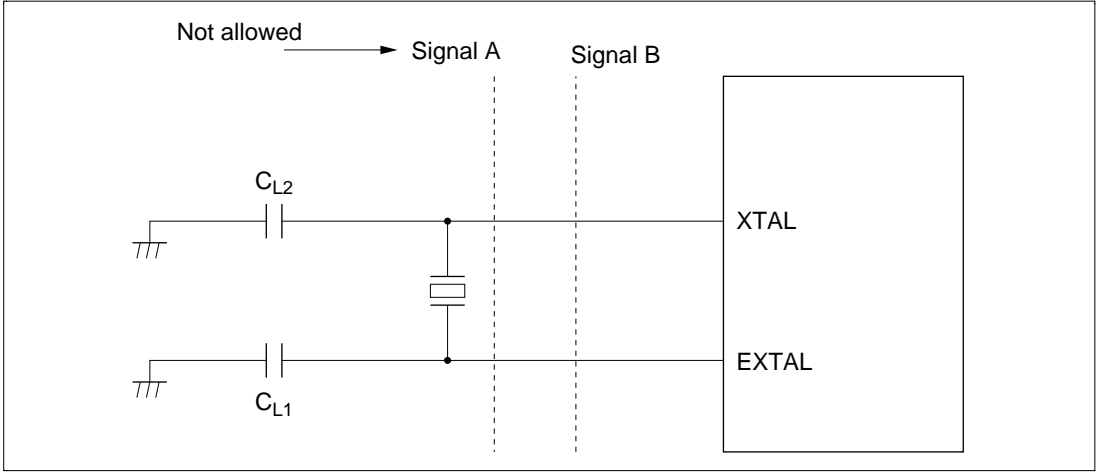 Not allowed
Signal A
Signal B
CL2
XTAL
EXTAL
CL1